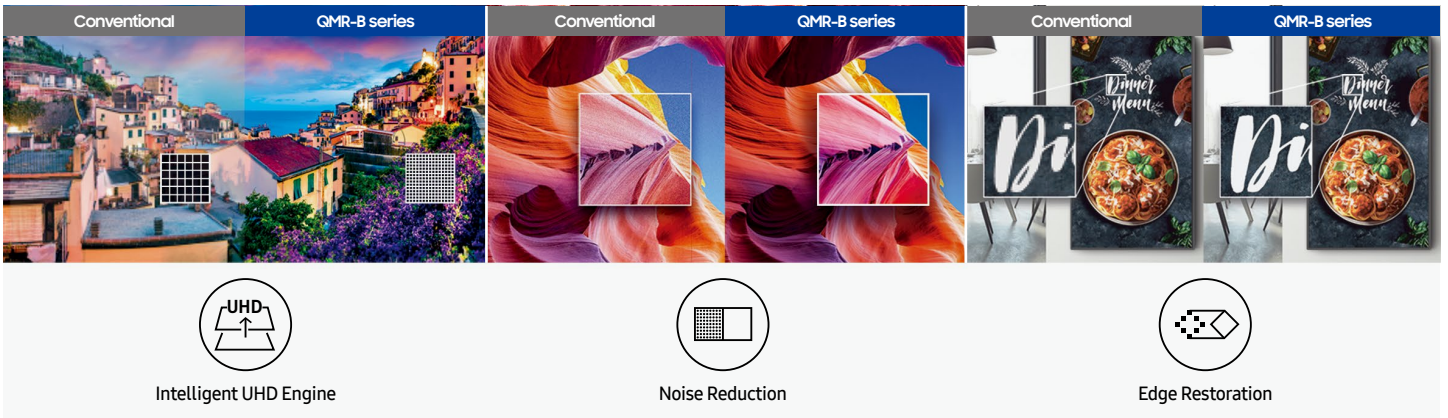 Conventional
QMR-B series
Conventional
QMR-B series
Conventional
QMR-B series
Dinner
Menu
Di
Dinner
Menu
Di
UHD
Intelligent UHD Engine
Noise Reduction
Edge Restoration